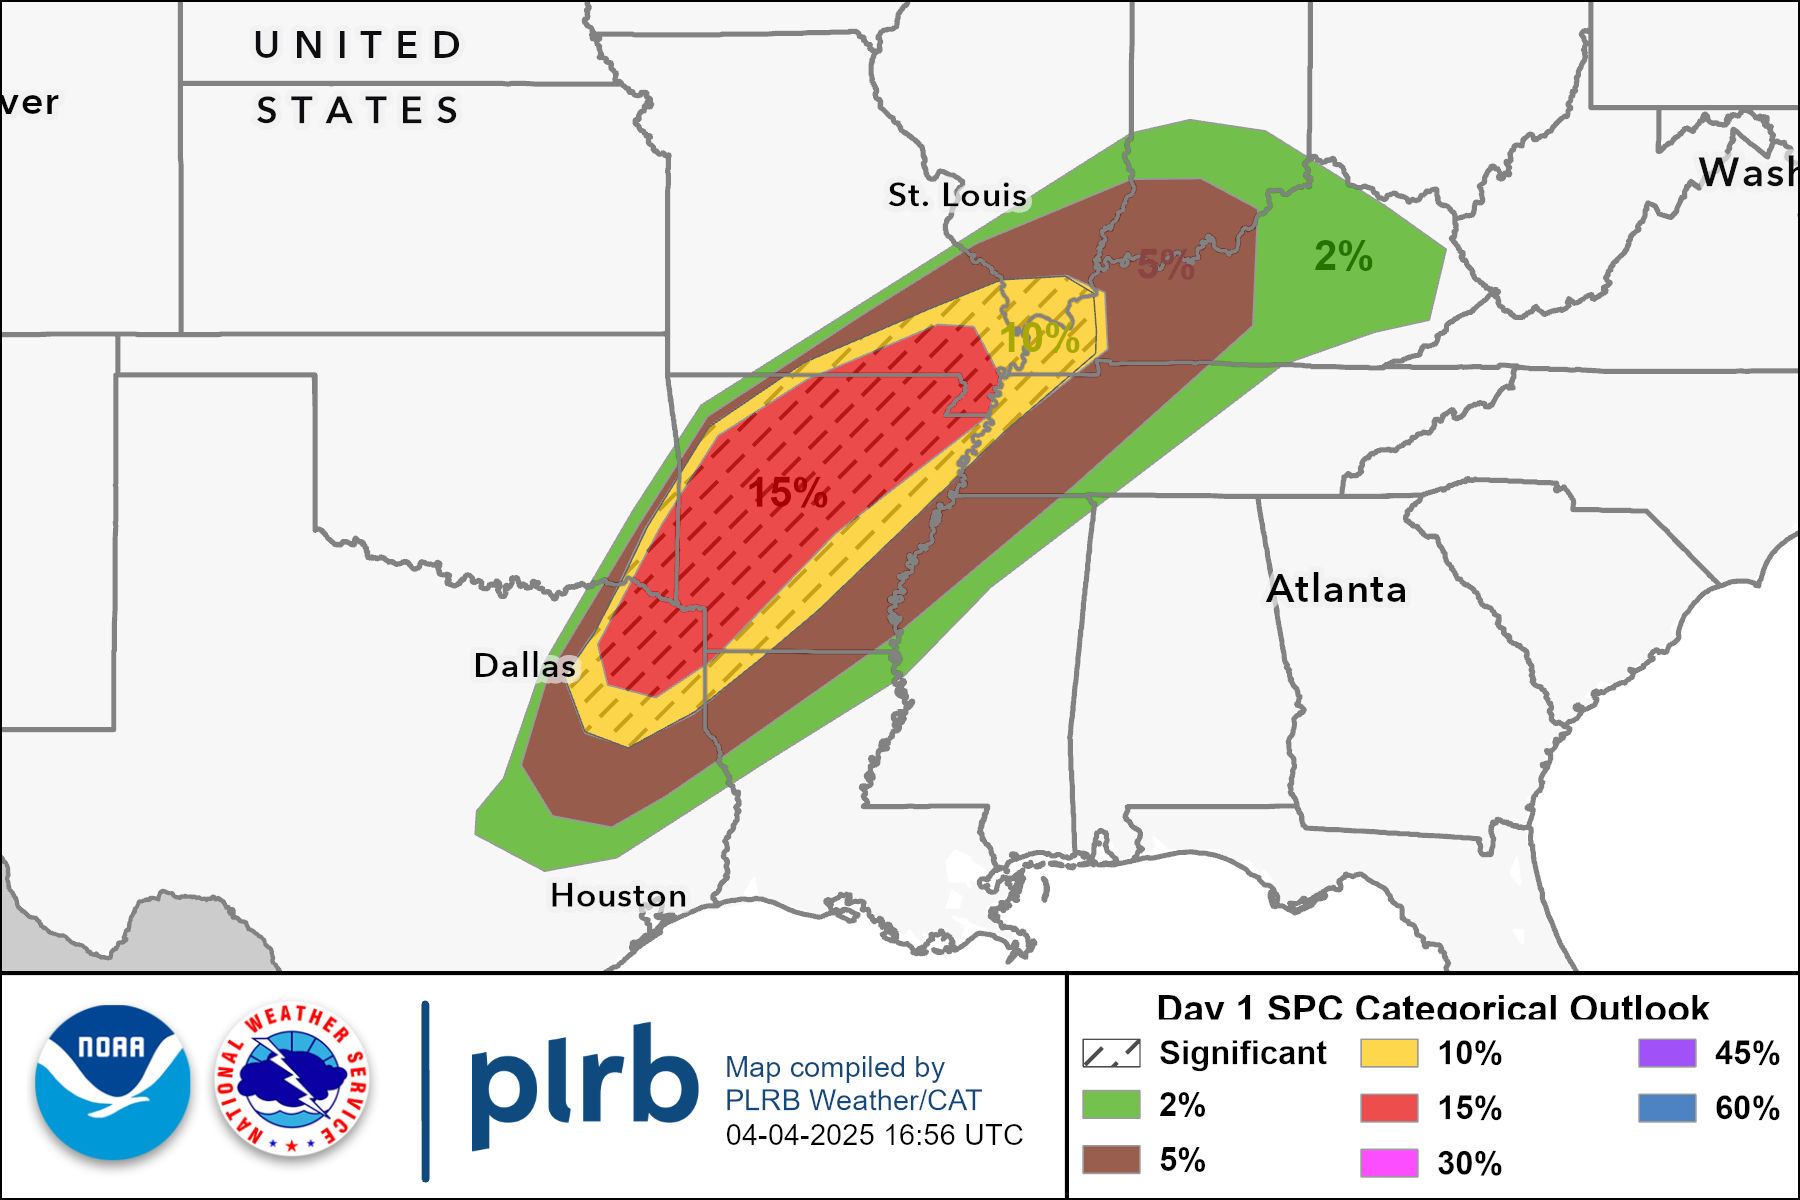 UNITED
STATES
ver
Wash
St. Louis
5%
2%
10%
15%
Atlanta
Dallas
Houston
NOAA
NATIONAL WEATHER SERVICE
plrb
Map compiled by
PLRB Weather/CAT
04-04-2025 16:56 UTC
Day 1 SPC Categorical Outlook
Significant
2%
5%
10%
15%
30%
45%
60%